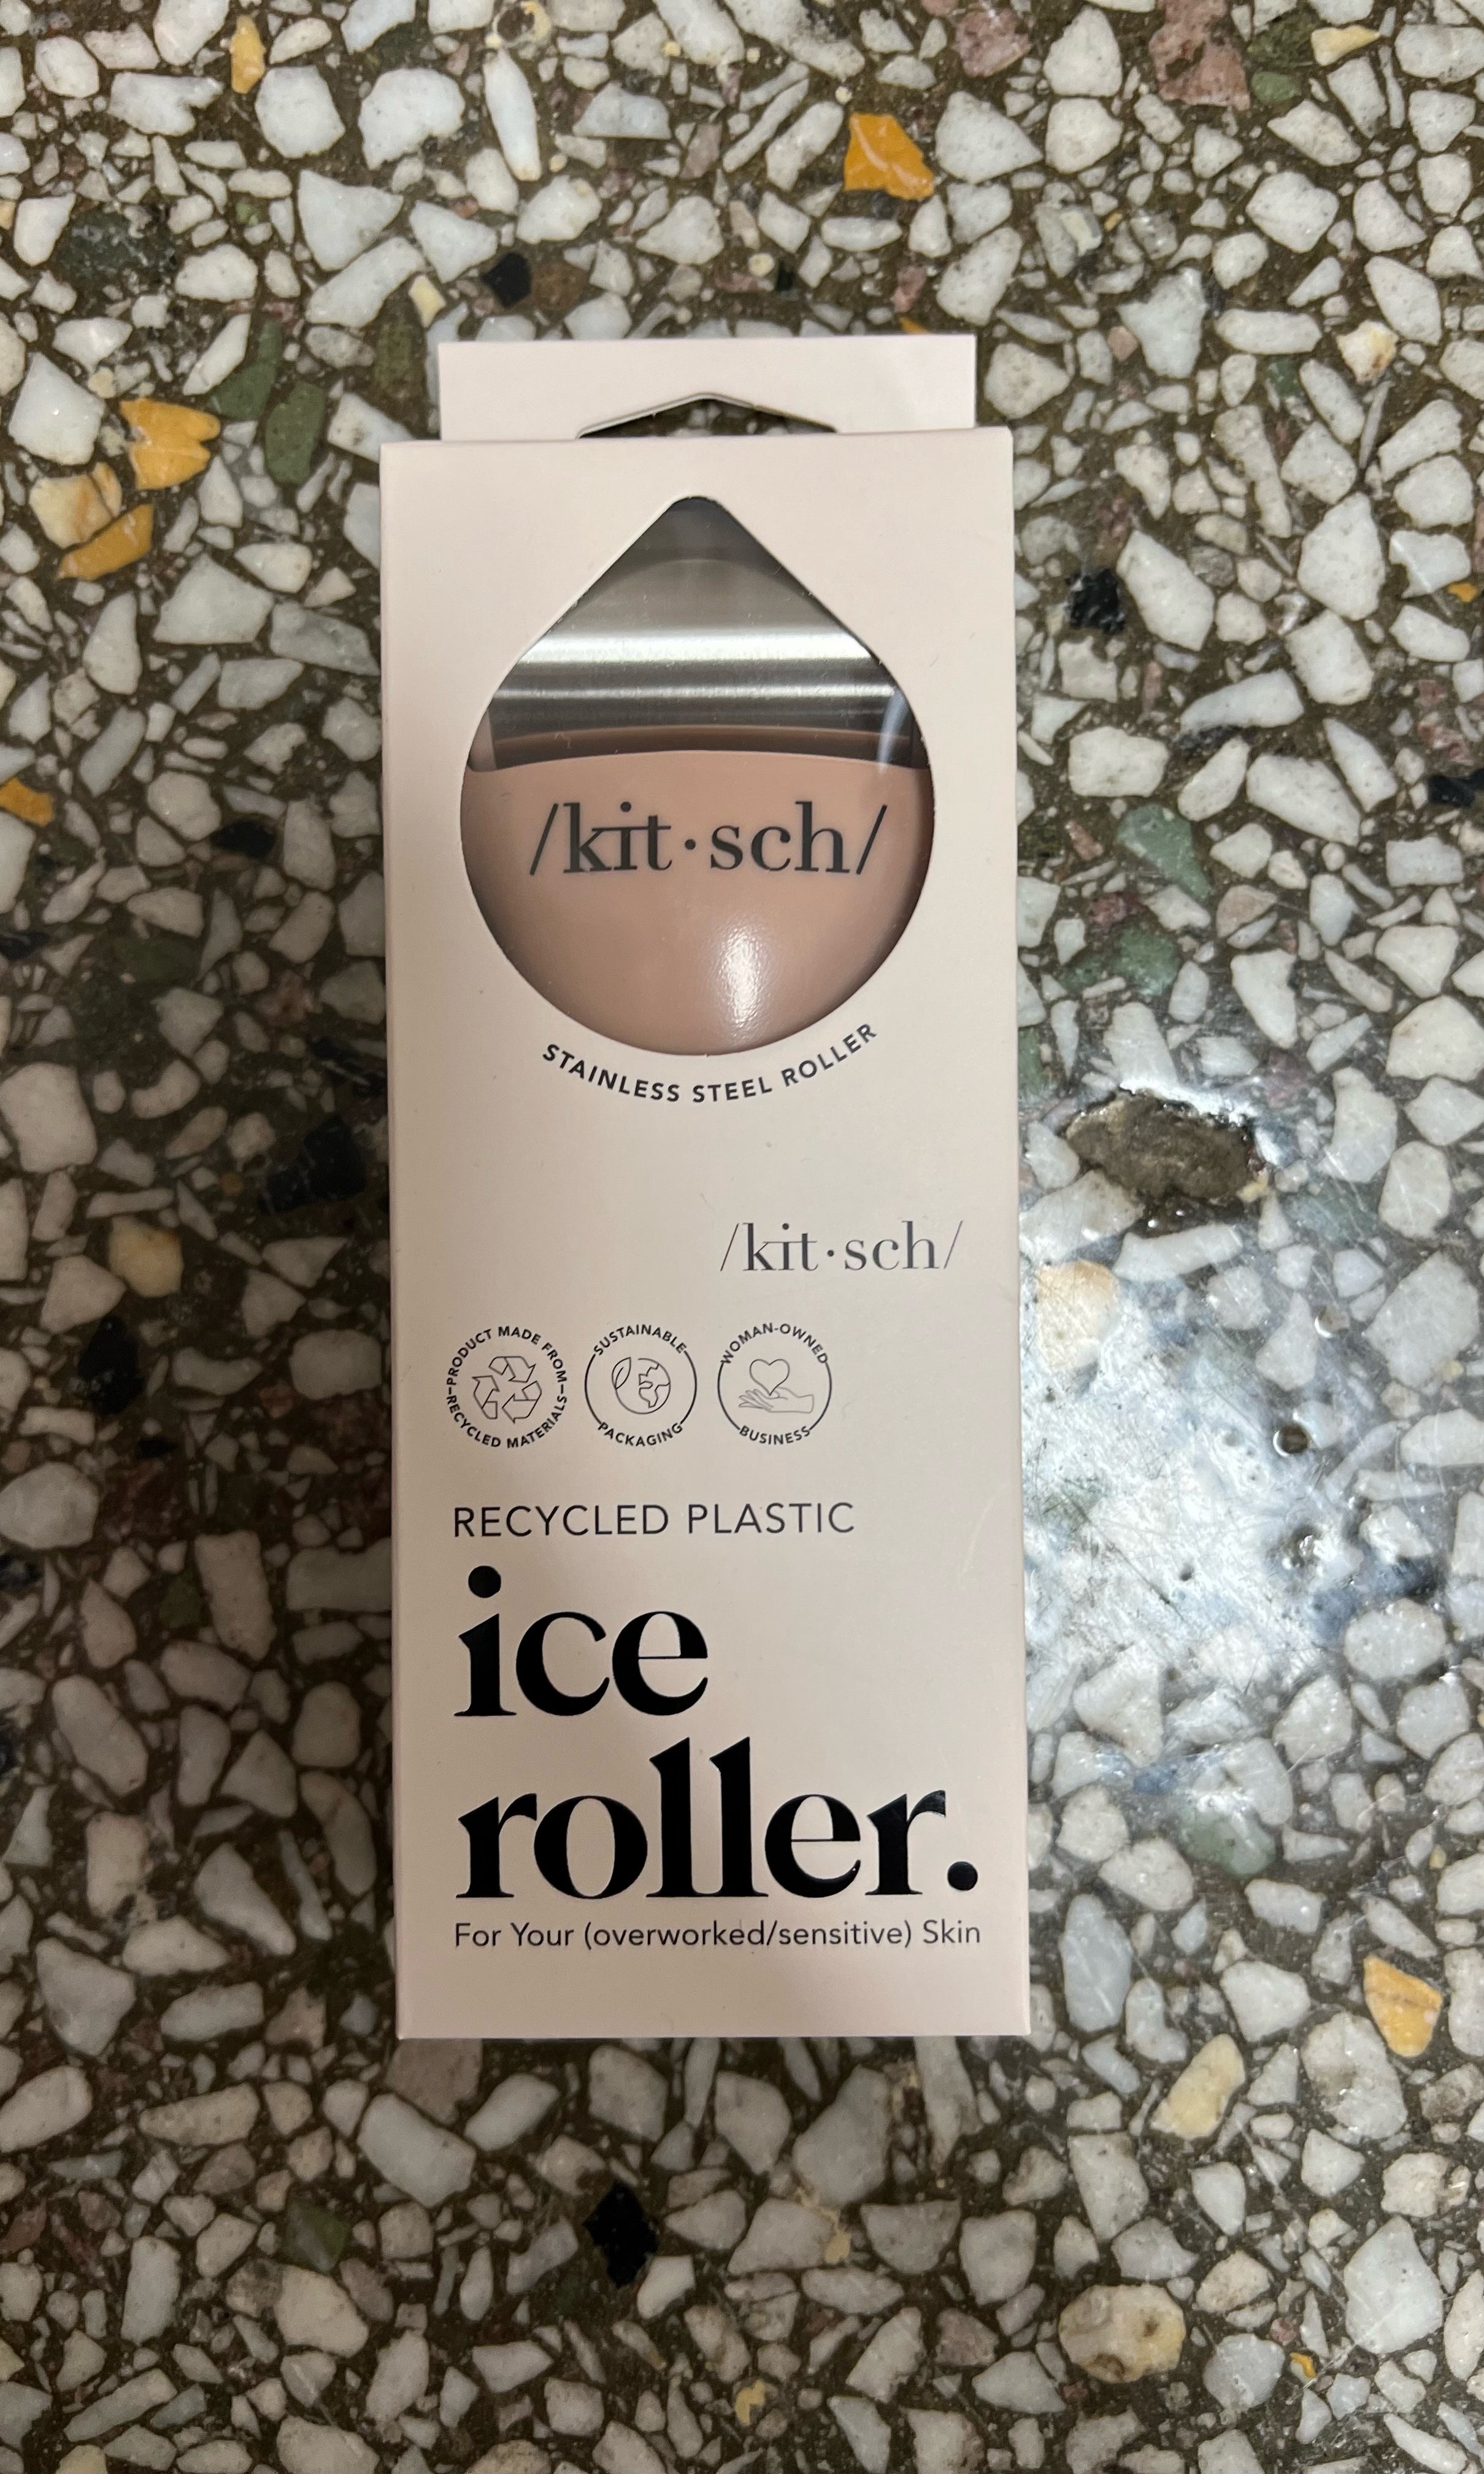 /kit·sch/
STAINLESS STEEL ROLLER
/kit·sch/
PRODUCT MADE FROM
RECYCLED MATERIALS
SUSTAINABLE
PACKAGING
WOMAN-OWNED
BUSINESS
RECYCLED PLASTIC
ice
roller.
For Your (overworked/sensitive) Skin